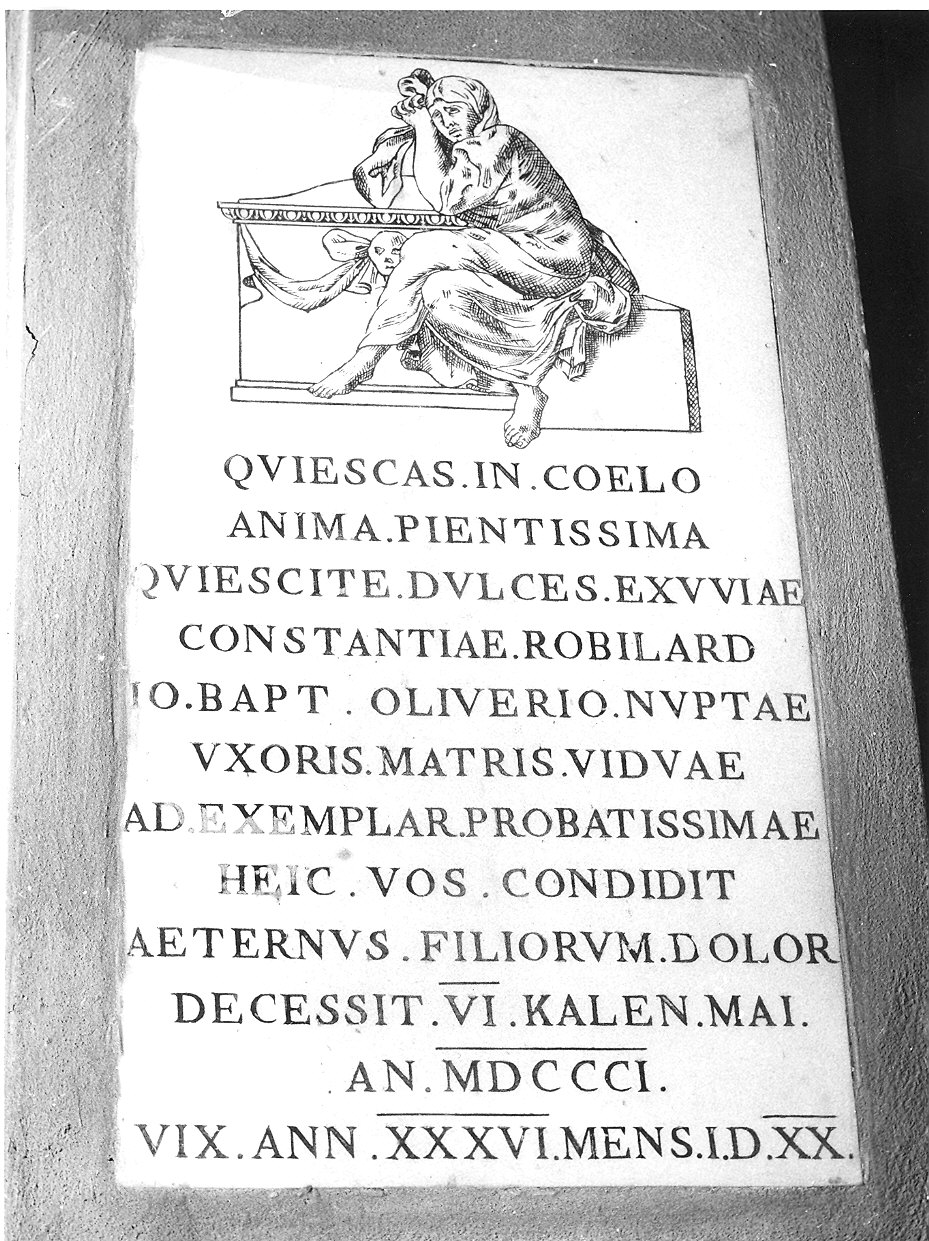 QVIESCAS.IN.COELO
ANIMA.PIENTISSIMA
QVIESCITE.DVLCES.EXVVIAE
CONSTANTIAE.ROBILARD
IO.BAPT.OLIVERIO.NVPTAE
VXORIS.MATRIS.VIDVAE
AD.EXEMPLAR.PROBATISSIMAE
HEIC.VOS.CONDIDIT
AETERNVS.FILIORVM.DOLOR
DECESSIT.VI.KALEN.MAI.
AN.MDCCCI.
VIX.ANN.XXXVI.MENS.I.D.XX.